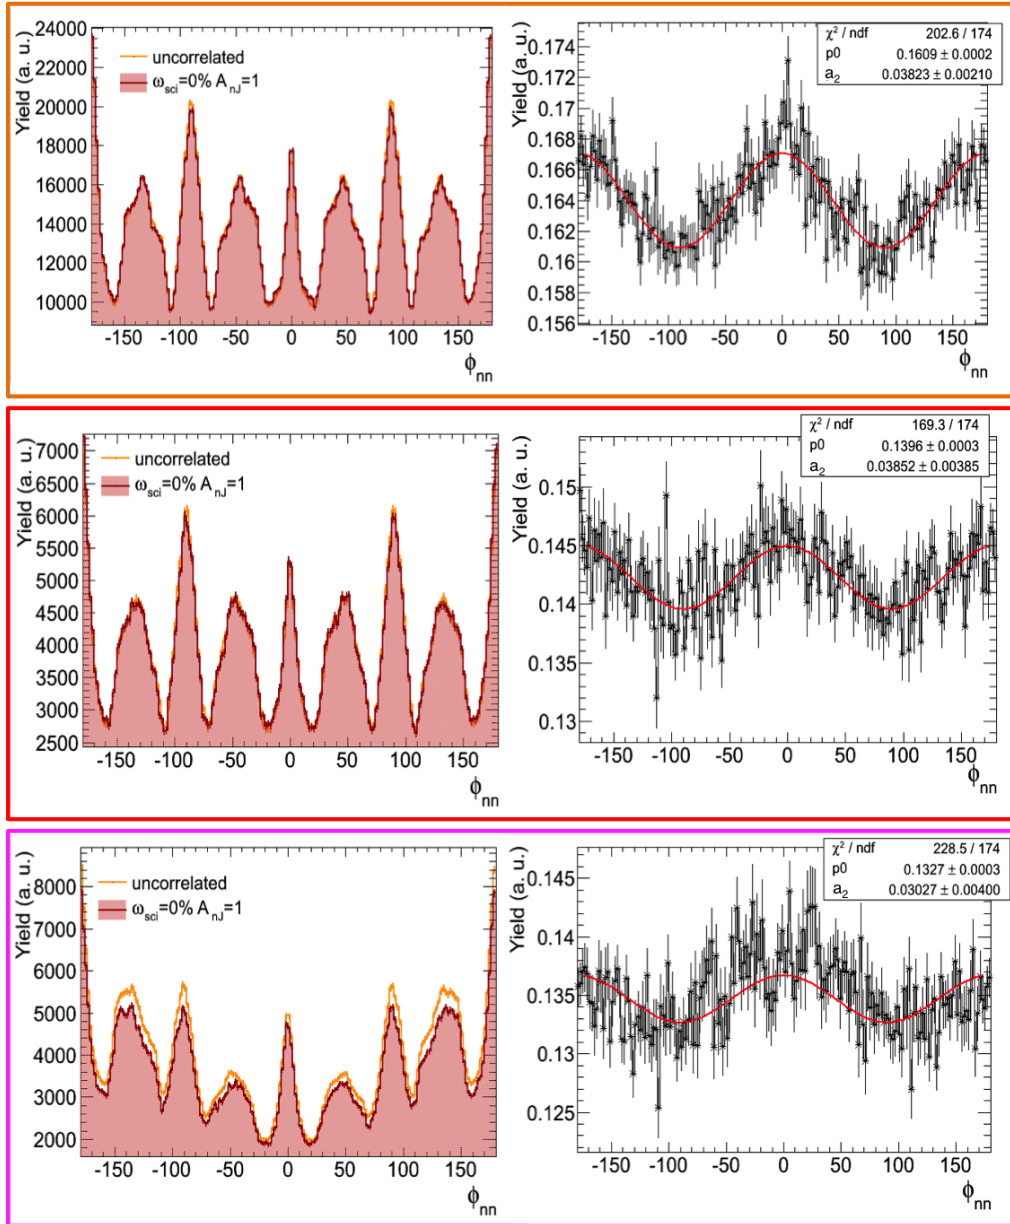 Yield (a. u.)
uncorrelated
ω_sci=0% A_nJ=1
24000
22000
20000
18000
16000
14000
12000
10000
-150 -100 -50 0 50 100 150
ϕ_nn
Yield (a. u.)
χ² / ndf 202.6 / 174
p0 0.1609 ± 0.0002
a₂ 0.03823 ± 0.00210
0.174
0.172
0.17
0.168
0.166
0.164
0.162
0.16
0.158
0.156
-150 -100 -50 0 50 100 150
ϕ_nn
Yield (a. u.)
uncorrelated
ω_sci=0% A_nJ=1
7000
6500
6000
5500
5000
4500
4000
3500
3000
2500
-150 -100 -50 0 50 100 150
ϕ_nn
Yield (a. u.)
χ² / ndf 169.3 / 174
p0 0.1396 ± 0.0003
a₂ 0.03852 ± 0.00385
0.15
0.145
0.14
0.135
0.13
-150 -100 -50 0 50 100 150
ϕ_nn
Yield (a. u.)
uncorrelated
ω_sci=0% A_nJ=1
8000
7000
6000
5000
4000
3000
2000
-150 -100 -50 0 50 100 150
ϕ_nn
Yield (a. u.)
χ² / ndf 228.5 / 174
p0 0.1327 ± 0.0003
a₂ 0.03027 ± 0.00400
0.145
0.14
0.135
0.13
0.125
-150 -100 -50 0 50 100 150
ϕ_nn